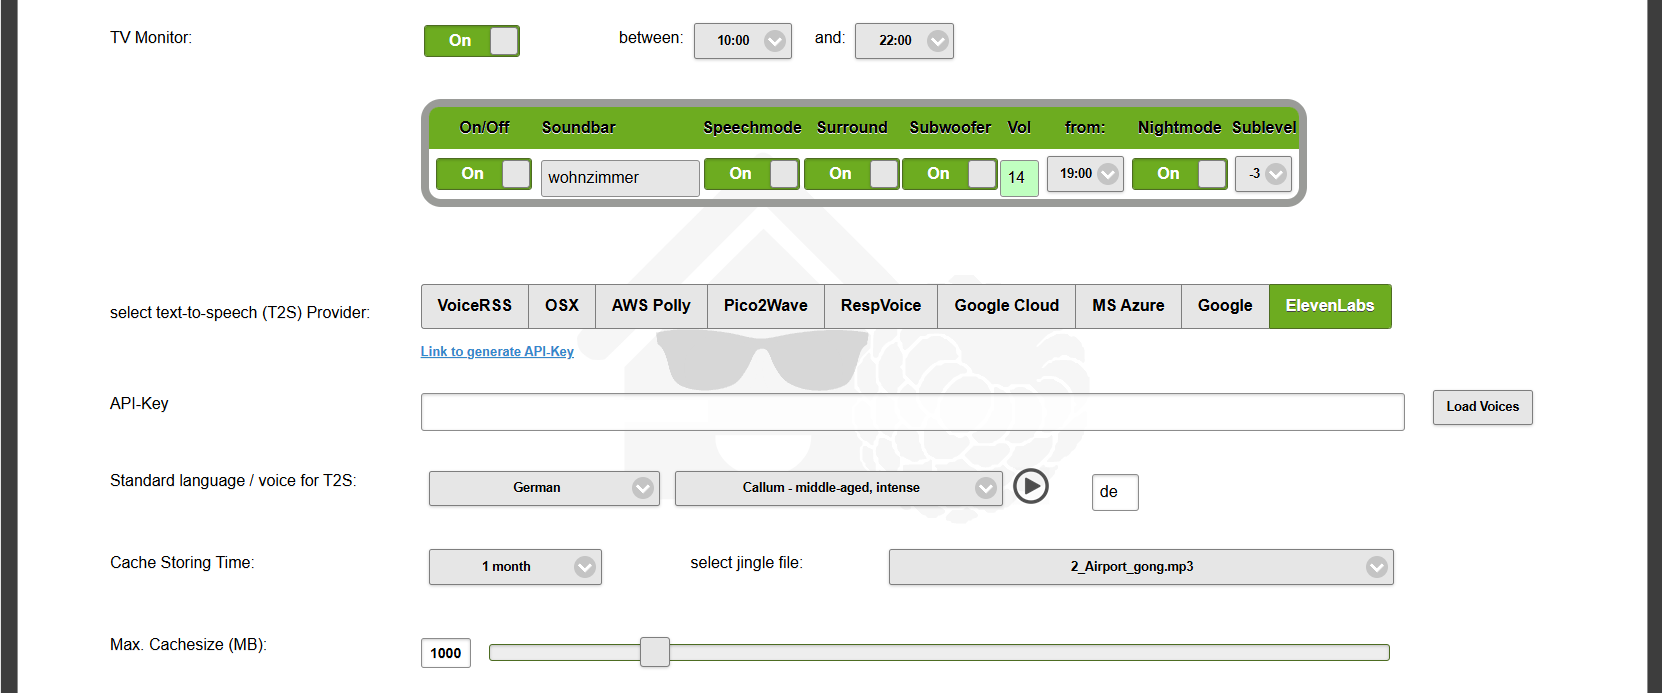 TV Monitor: On between: 10:00 and: 22:00
On/Off Soundbar Speechmode Surround Subwoofer Vol from: Nightmode Sublevel
On wohnzimmer On On On 14 19:00 On -3
select text-to-speech (T2S) Provider: VoiceRSS OSX AWS Polly Pico2Wave RespVoice Google Cloud MS Azure Google ElevenLabs
Link to generate API-Key
API-Key Load Voices
Standard language / voice for T2S: German Callum - middle-aged, intense de
Cache Storing Time: 1 month select jingle file: 2_Airport_gong.mp3
Max. Cachesize (MB): 1000